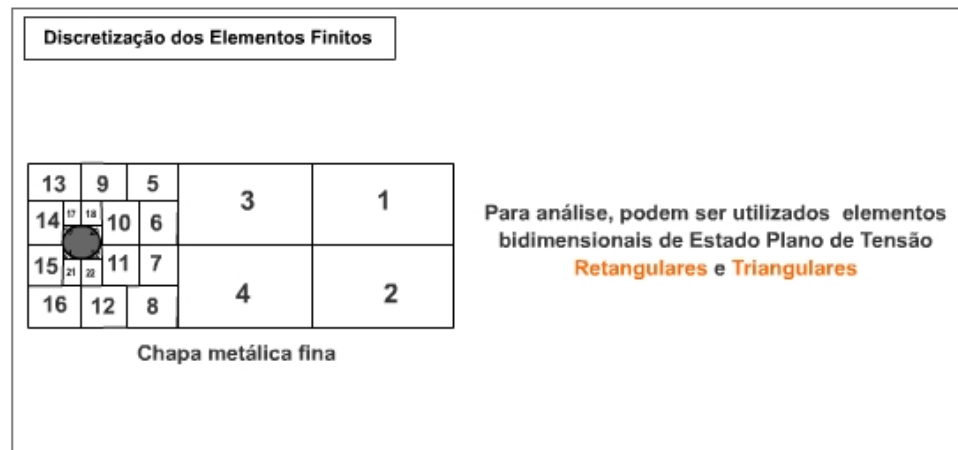 Discretização dos Elementos Finitos
13 9 5
3 1
14 17 18 10 6
Para análise, podem ser utilizados elementos
bidimensionais de Estado Plano de Tensão
Retangulares e Triangulares
15 21 22 11 7
4 2
16 12 8
Chapa metálica fina